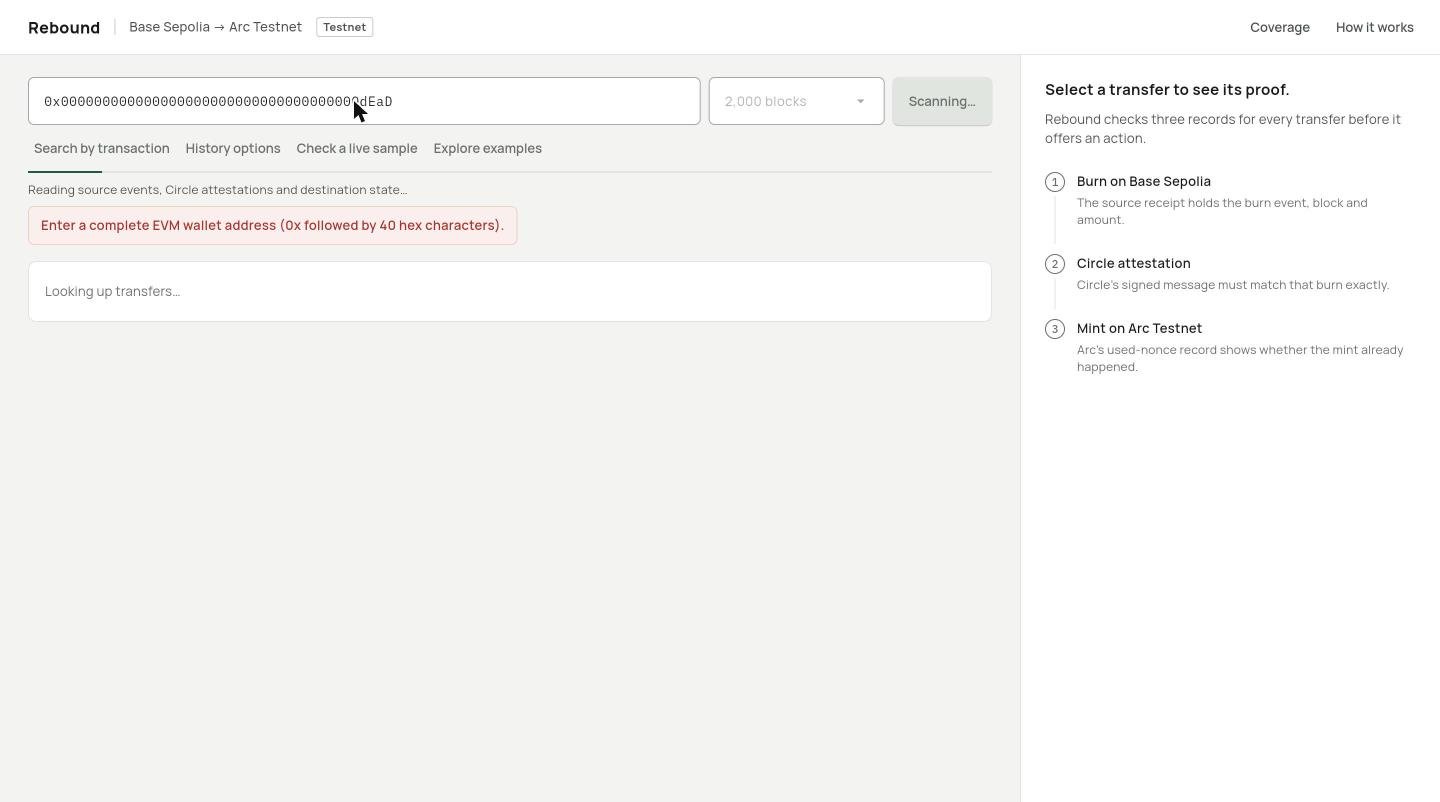 Rebound
Base Sepolia → Arc Testnet
Testnet
Coverage
How it works
0x000000000000000000000000000000000000dEaD
2,000 blocks
Scanning…
Search by transaction
History options
Check a live sample
Explore examples
Reading source events, Circle attestations and destination state…
Enter a complete EVM wallet address (0x followed by 40 hex characters).
Looking up transfers…
Select a transfer to see its proof.
Rebound checks three records for every transfer before it
offers an action.
1
Burn on Base Sepolia
The source receipt holds the burn event, block and
amount.
2
Circle attestation
Circle's signed message must match that burn exactly.
3
Mint on Arc Testnet
Arc's used-nonce record shows whether the mint already
happened.